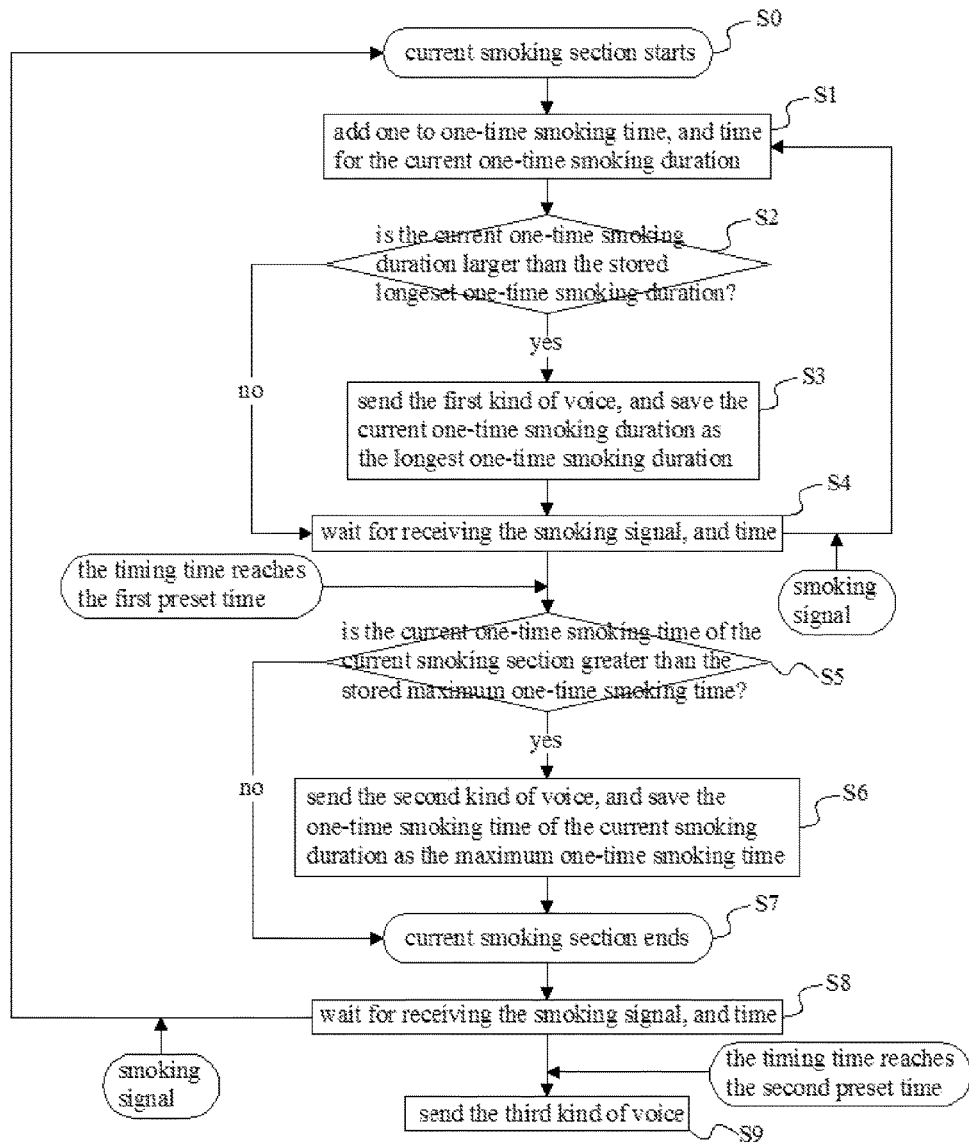 S0
current smoking section starts
S1
add one to one-time smoking time, and time
for the current one-time smoking duration
S2
is the current one-time smoking
duration larger than the stored
longeset one-time smoking duration?
yes
no
S3
send the first kind of voice, and save the
current one-time smoking duration as
the longest one-time smoking duration
S4
wait for receiving the smoking signal, and time
the timing time reaches
the first preset time
smoking
signal
is the current one-time smoking time of the
current smoking section greater than the
stored maximum one-time smoking time?
S5
yes
no
send the second kind of voice, and save the
one-time smoking time of the current smoking
duration as the maximum one-time smoking time
S6
S7
current smoking section ends
S8
wait for receiving the smoking signal, and time
smoking
signal
the timing time reaches
the second preset time
send the third kind of voice
S9